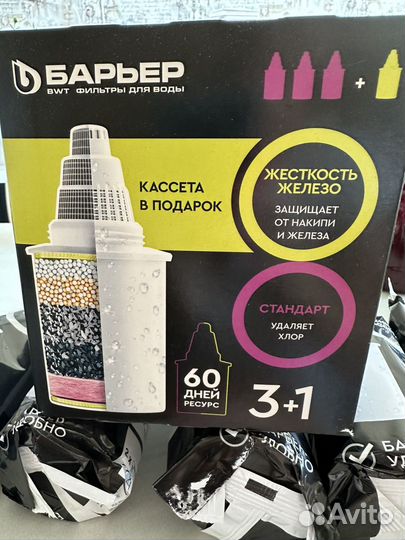 БАРЬЕР
BWT ФИЛЬТРЫ ДЛЯ ВОДЫ
+
КАССЕТА
В ПОДАРОК
ЖЕСТКОСТЬ
ЖЕЛЕЗО
ЗАЩИЩАЕТ
ОТ НАКИПИ
И ЖЕЛЕЗА
СТАНДАРТ
УДАЛЯЕТ
ХЛОР
60
ДНЕЙ
РЕСУРС
3+1
УДОБНО
Avito